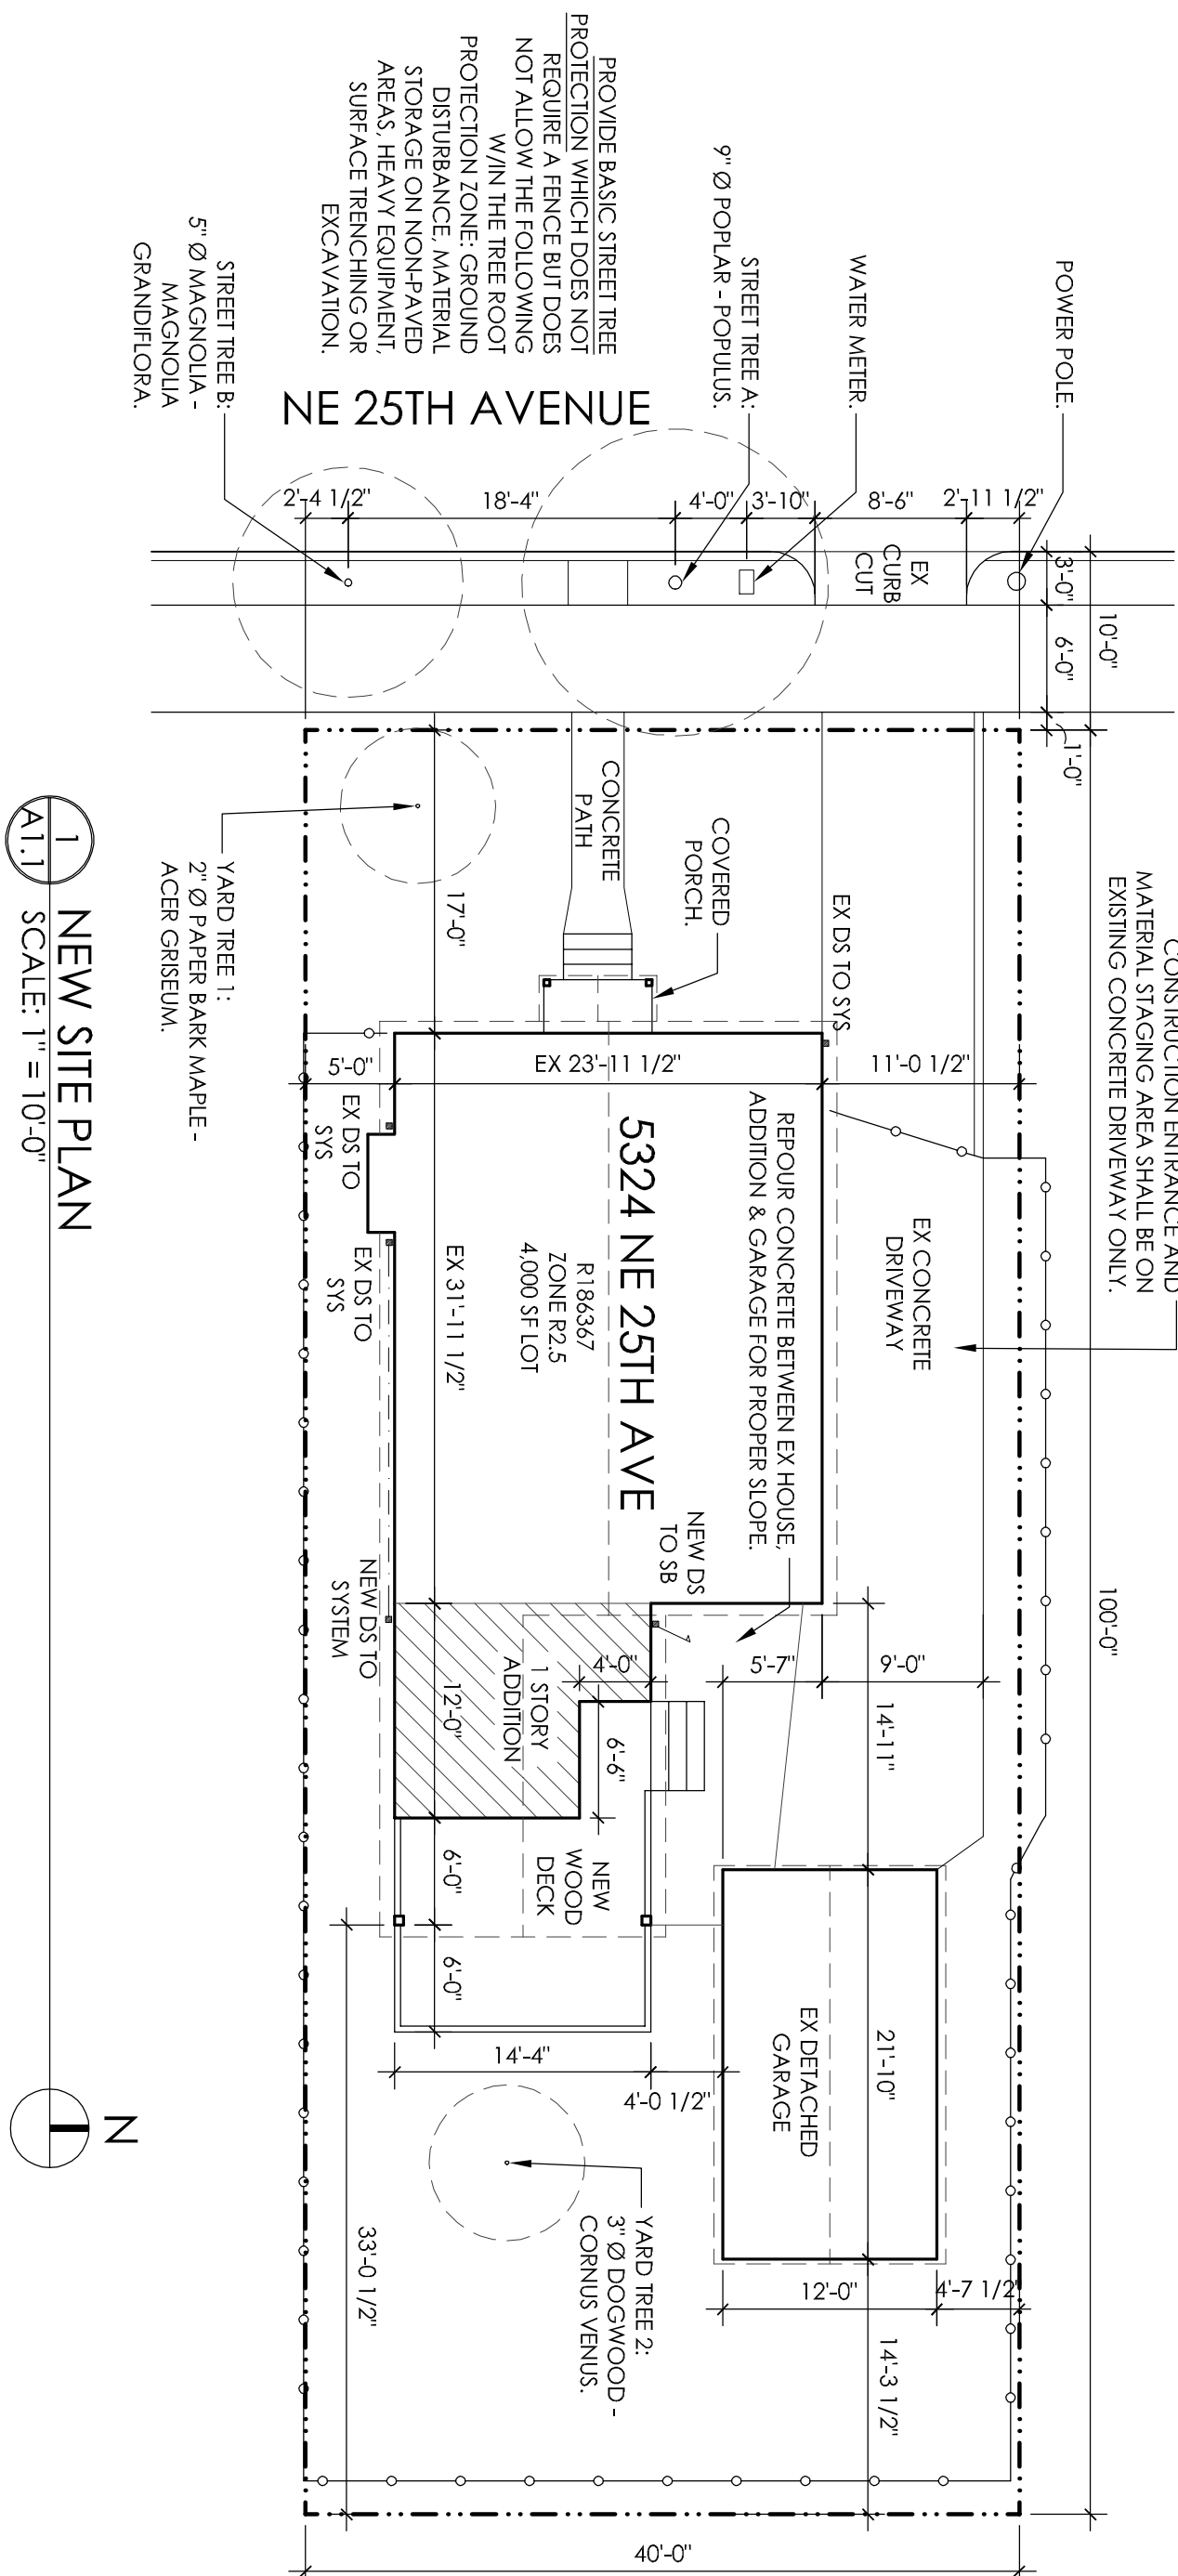 CONSTRUCTION ENTRANCE AND
MATERIAL STAGING AREA SHALL BE ON
EXISTING CONCRETE DRIVEWAY ONLY.
POWER POLE.
WATER METER.
STREET TREE A:
9" Ø POPLAR - POPULUS.
PROVIDE BASIC STREET TREE
PROTECTION WHICH DOES NOT
REQUIRE A FENCE BUT DOES
NOT ALLOW THE FOLLOWING
W/IN THE TREE ROOT
PROTECTION ZONE: GROUND
DISTURBANCE, MATERIAL
STORAGE ON NON-PAVED
AREAS, HEAVY EQUIPMENT,
SURFACE TRENCHING OR
EXCAVATION.
STREET TREE B:
5" Ø MAGNOLIA -
MAGNOLIA
GRANDIFLORA.
NE 25TH AVENUE
2'-4 1/2"
18'-4"
4'-0"
3'-10"
8'-6"
2'-11 1/2"
EX
CURB
CUT
3'-0"
10'-0"
6'-0"
1'-0"
100'-0"
CONCRETE
PATH
COVERED
PORCH.
17'-0"
YARD TREE 1:
2" Ø PAPER BARK MAPLE -
ACER GRISEUM.
EX DS TO SYS
5'-0"
EX 23'-11 1/2"
11'-0 1/2"
EX DS TO
SYS
EX DS TO
SYS
EX CONCRETE
DRIVEWAY
REPOUR CONCRETE BETWEEN EX HOUSE,
ADDITION & GARAGE FOR PROPER SLOPE.
5324 NE 25TH AVE
R186367
ZONE R2.5
4,000 SF LOT
EX 31'-11 1/2"
NEW DS
TO SB
NEW DS TO
SYSTEM
1 STORY
ADDITION
4'-0"
5'-7"
9'-0"
14'-11"
12'-0"
6'-6"
NEW
WOOD
DECK
6'-0"
6'-0"
14'-4"
4'-0 1/2"
EX DETACHED
GARAGE
21'-10"
12'-0"
4'-7 1/2"
14'-3 1/2"
33'-0 1/2"
YARD TREE 2:
3" Ø DOGWOOD -
CORNUS VENUS.
40'-0"
1
A1.1
NEW SITE PLAN
SCALE: 1" = 10'-0"
N